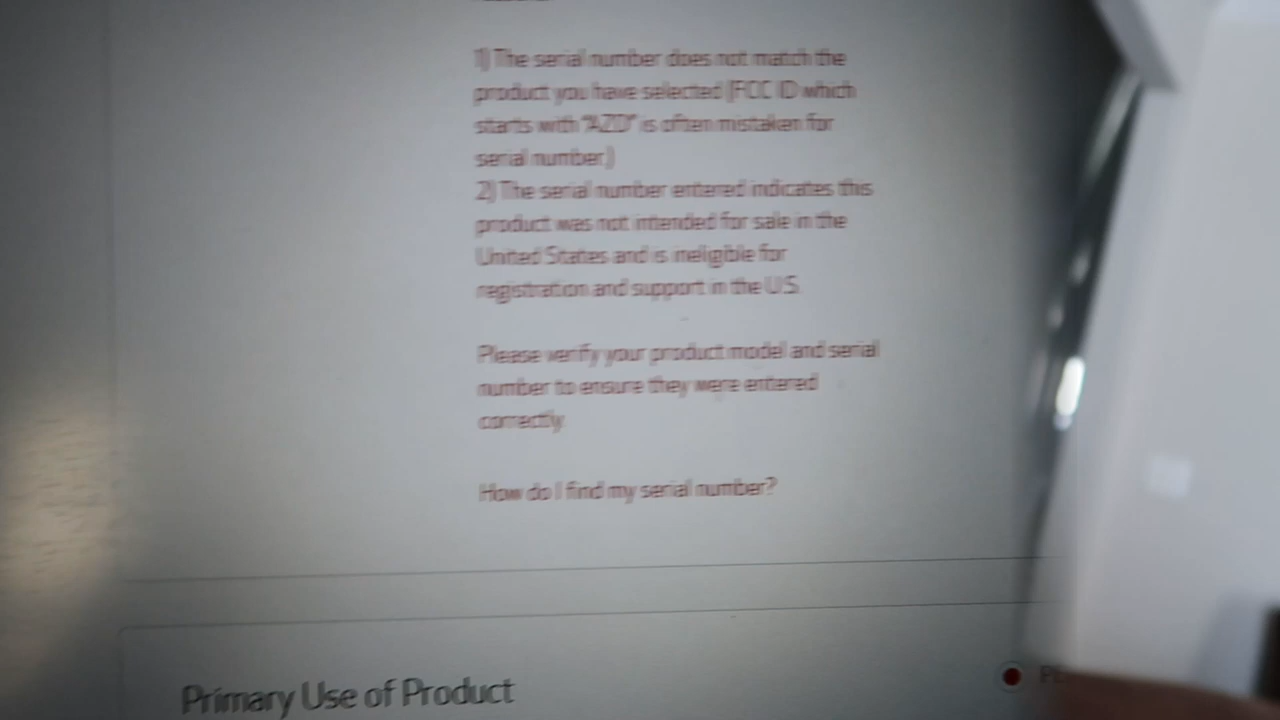 1) The serial number does not match the
product you have selected (FCC ID which
starts with "AZD" is often mistaken for
serial number.)
2) The serial number entered indicates this
product was not intended for sale in the
United States and is ineligible for
registration and support in the U.S.
Please verify your product model and serial
number to ensure they were entered
correctly.
How do I find my serial number?
Primary Use of Product